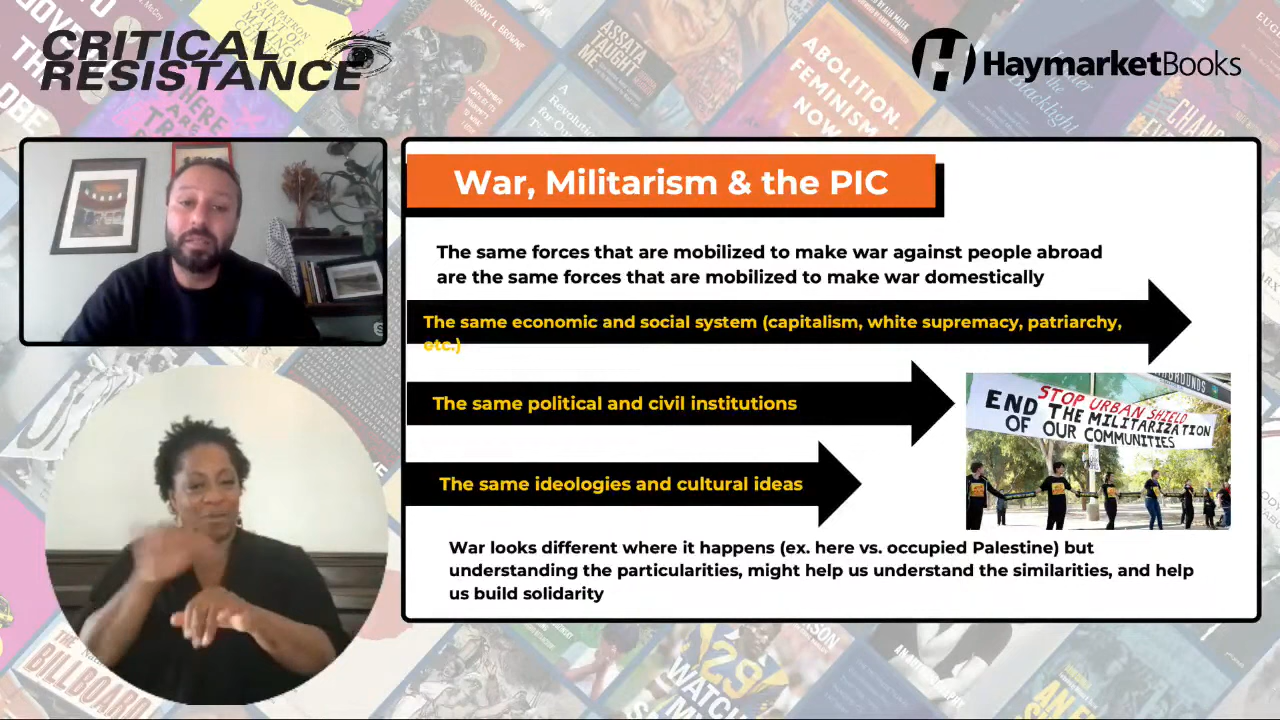 CRITICAL
RESISTANCE
HaymarketBooks
ASSATA
TAUGHT
ME
ABOLITION.
FEMINISM.
NOW.
War, Militarism & the PIC
The same forces that are mobilized to make war against people abroad
are the same forces that are mobilized to make war domestically
The same economic and social system (capitalism, white supremacy, patriarchy,
etc.)
The same political and civil institutions
The same ideologies and cultural ideas
STOP URBAN SHIELD
END THE MILITARIZATION
OF OUR COMMUNITIES
War looks different where it happens (ex. here vs. occupied Palestine) but
understanding the particularities, might help us understand the similarities, and help
us build solidarity
THE
BILLBOARD
WATCH